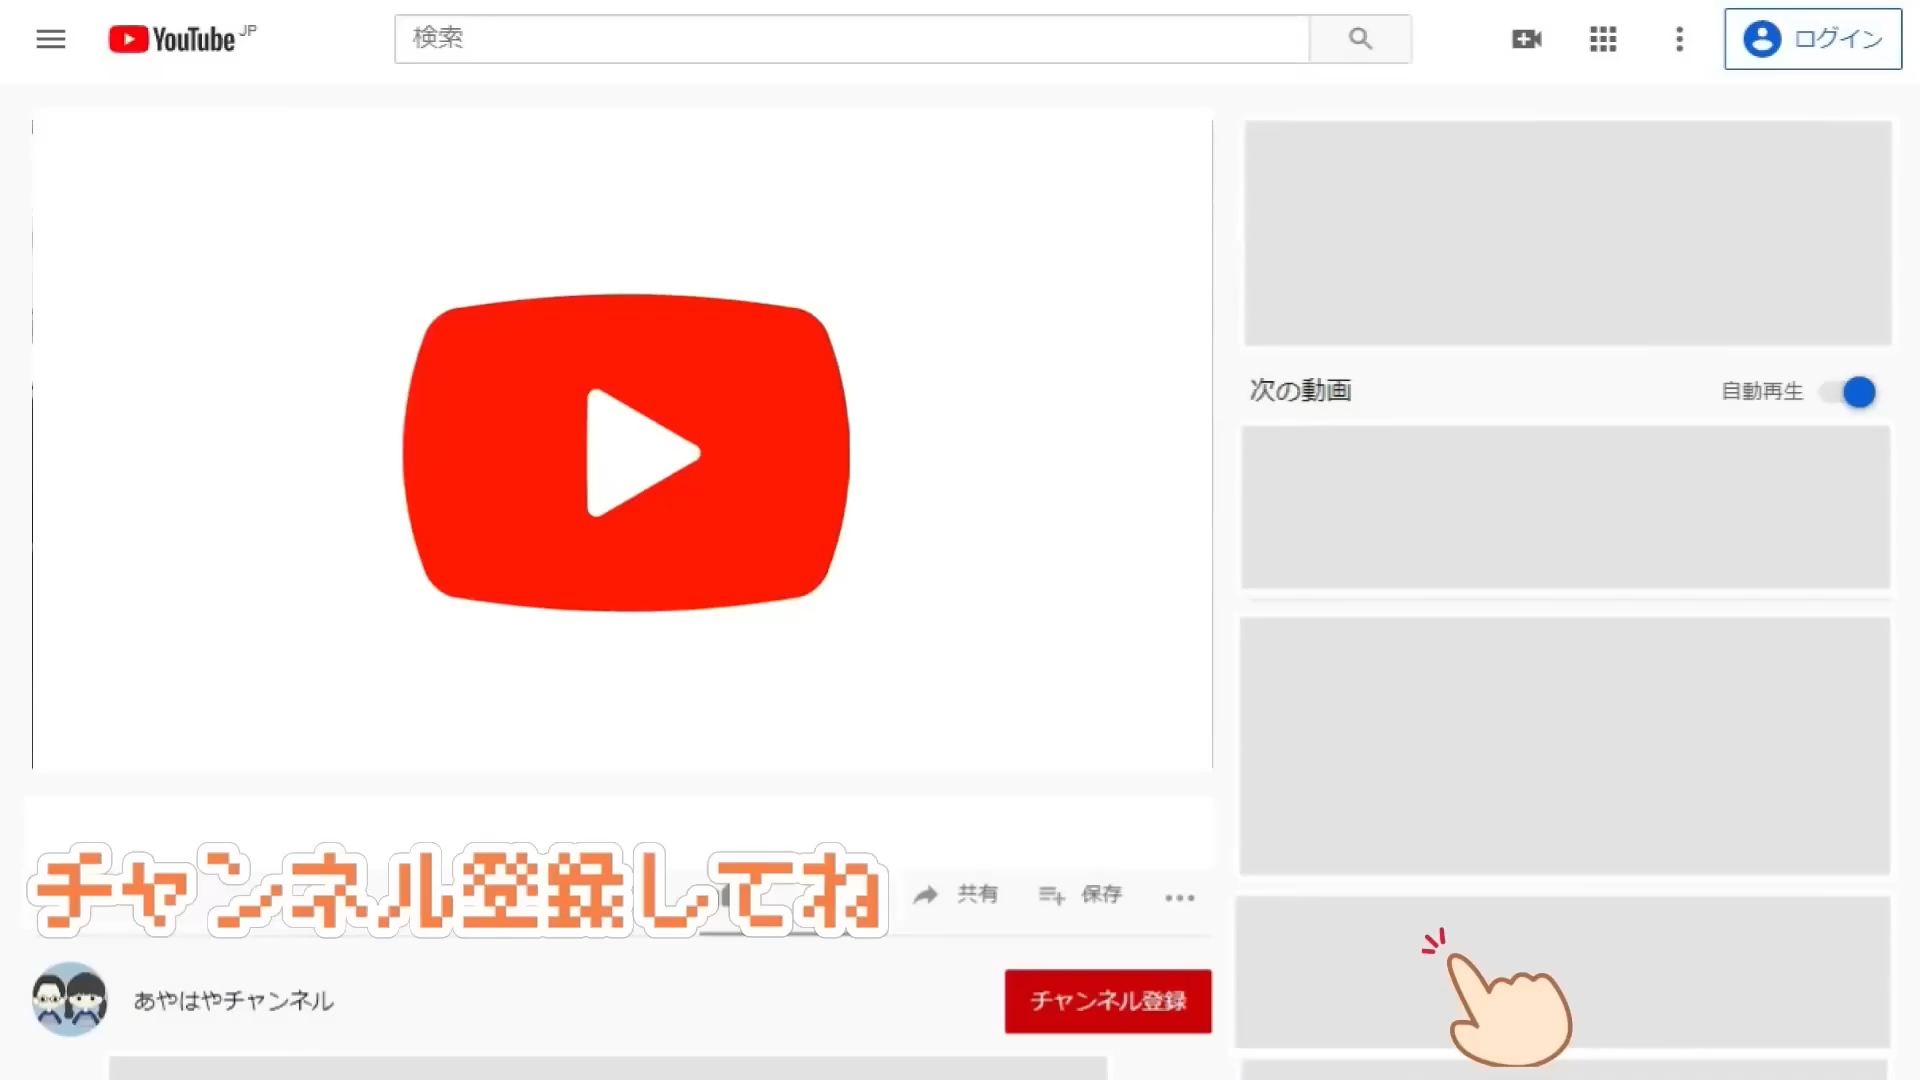 YouTube JP
検索
ログイン
次の動画
自動再生
チャンネル登録してね
共有
保存
あやはやチャンネル
チャンネル登録